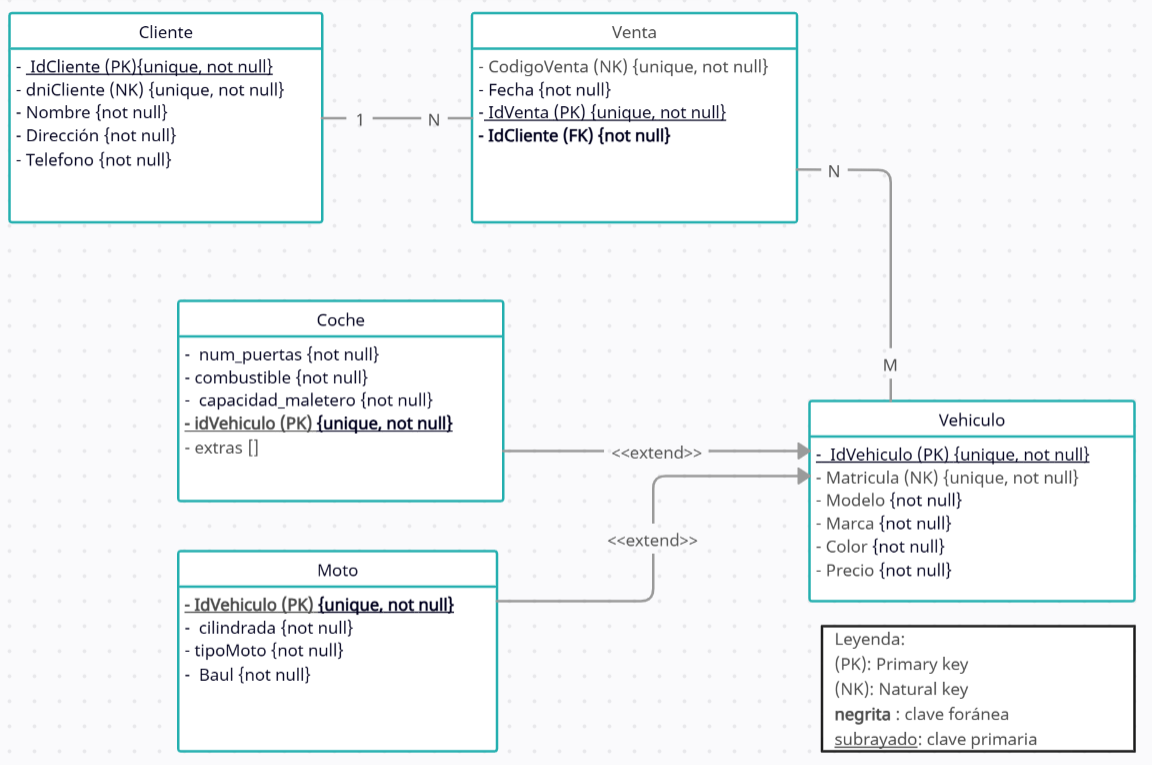 Cliente
- IdCliente (PK){unique, not null}
- dniCliente (NK) {unique, not null}
- Nombre {not null}
- Dirección {not null}
- Telefono {not null}
1
N
Venta
- CodigoVenta (NK) {unique, not null}
- Fecha {not null}
- IdVenta (PK) {unique, not null}
- IdCliente (FK) {not null}
N
M
Coche
- num_puertas {not null}
- combustible {not null}
- capacidad_maletero {not null}
- idVehiculo (PK) {unique, not null}
- extras []
<<extend>>
<<extend>>
Vehiculo
- IdVehiculo (PK) {unique, not null}
- Matricula (NK) {unique, not null}
- Modelo {not null}
- Marca {not null}
- Color {not null}
- Precio {not null}
Moto
- IdVehiculo (PK) {unique, not null}
- cilindrada {not null}
- tipoMoto {not null}
- Baul {not null}
Leyenda:
(PK): Primary key
(NK): Natural key
negrita : clave foránea
subrayado: clave primaria